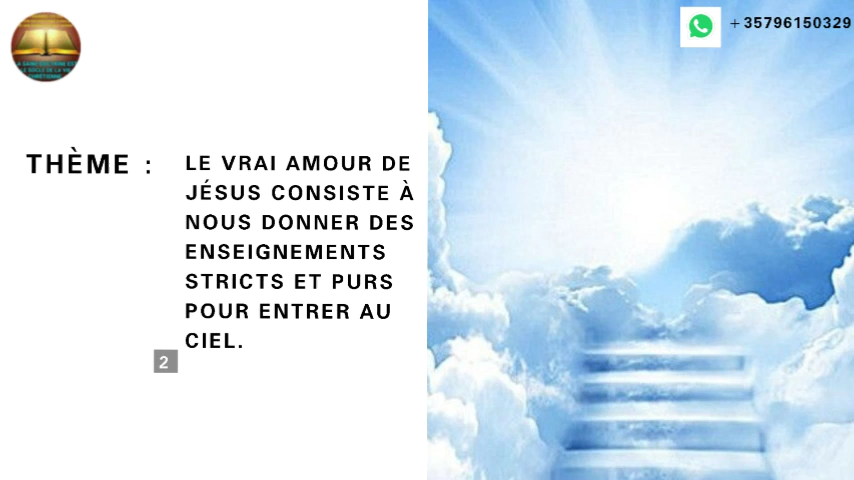 +35796150329
THÈME :
LE VRAI AMOUR DE
JÉSUS CONSISTE À
NOUS DONNER DES
ENSEIGNEMENTS
STRICTS ET PURS
POUR ENTRER AU
CIEL.
2